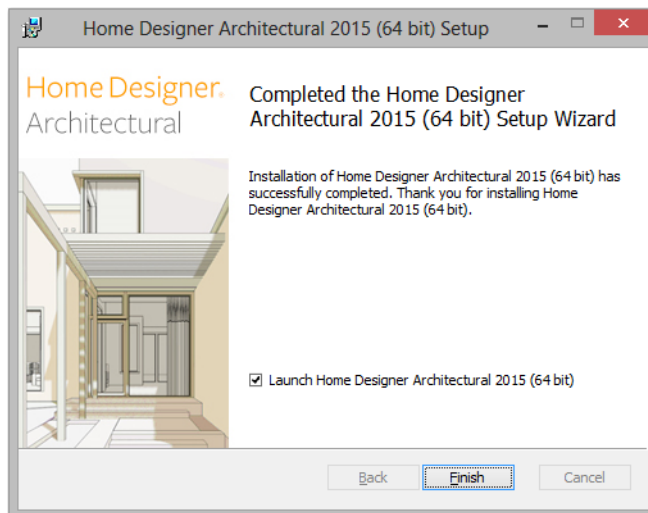 Home Designer Architectural 2015 (64 bit) Setup
Home Designer®
Architectural
Completed the Home Designer
Architectural 2015 (64 bit) Setup Wizard
Installation of Home Designer Architectural 2015 (64 bit) has
successfully completed. Thank you for installing Home
Designer Architectural 2015 (64 bit).
Launch Home Designer Architectural 2015 (64 bit)
Back
Finish
Cancel